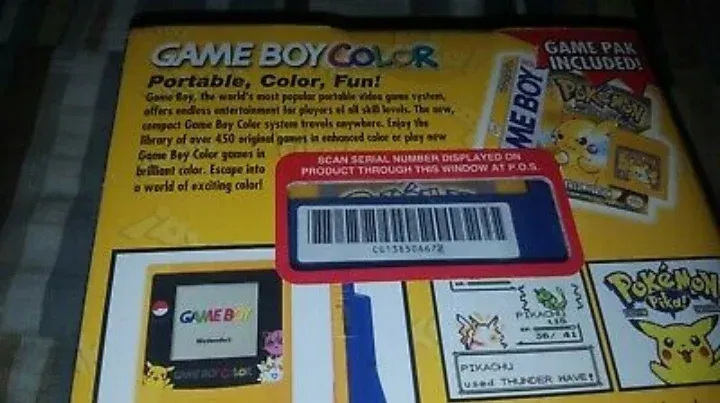 GAME BOY COLOR
Portable, Color, Fun!
Game Boy, the world's most popular portable video game system,
offers endless entertainment for players of all skill levels. The new,
compact Game Boy Color system travels anywhere. Enjoy the
library of over 450 original games in enhanced color or play new
Game Boy Color games in
brilliant color. Escape into
a world of exciting color!
GAME PAK
INCLUDED!
GAME BOY
POKéMON
SCAN SERIAL NUMBER DISPLAYED ON
PRODUCT THROUGH THIS WINDOW AT P.O.S.
CG138506672
GAME BOY
Nintendo
GAME BOY COLOR
PIKACHU
36/ 41
PIKACHU
used THUNDER WAVE!
POKéMON
Pika!